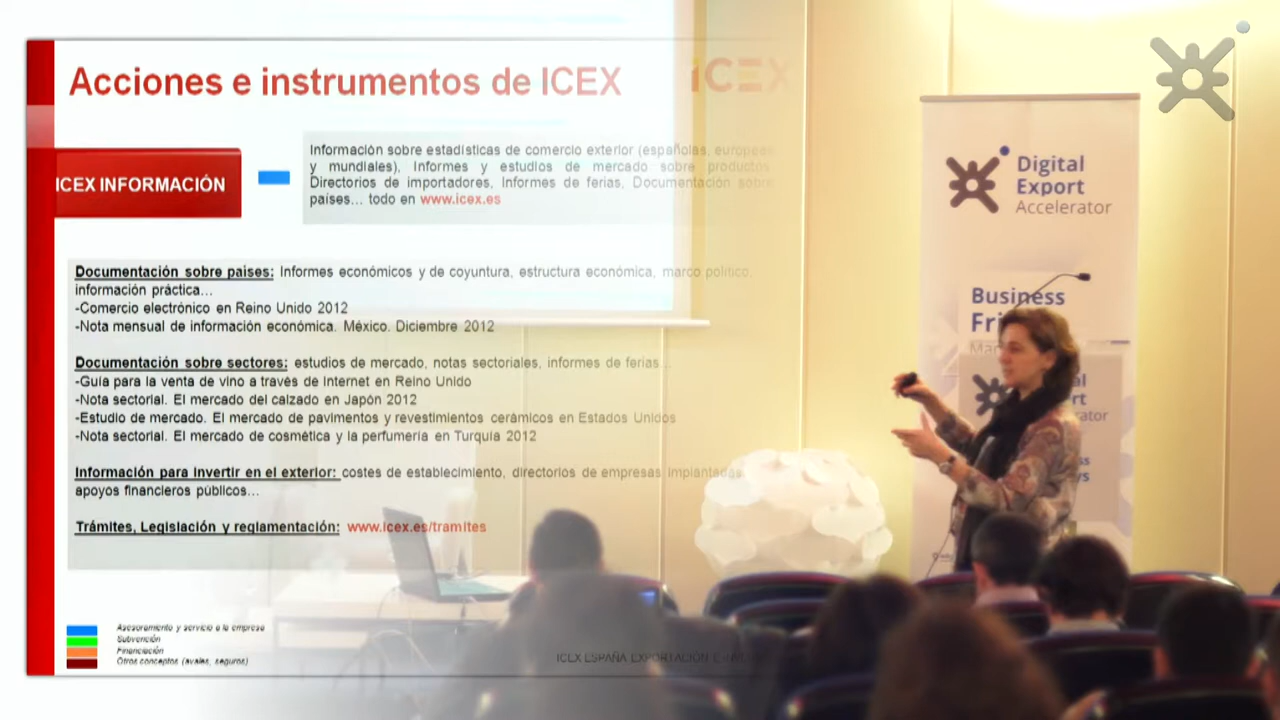 Acciones e instrumentos de ICEX
ICEX
ICEX INFORMACIÓN
Información sobre estadísticas de comercio exterior (españolas, europeas
y mundiales), Informes y estudios de mercado sobre productos,
Directorios de importadores, Informes de ferias, Documentación sobre
países... todo en www.icex.es
Documentación sobre países: Informes económicos y de coyuntura, estructura económica, marco político,
información práctica...
-Comercio electrónico en Reino Unido 2012
-Nota mensual de información económica. México. Diciembre 2012
Documentación sobre sectores: estudios de mercado, notas sectoriales, informes de ferias...
-Guía para la venta de vino a través de Internet en Reino Unido
-Nota sectorial. El mercado del calzado en Japón 2012
-Estudio de mercado. El mercado de pavimentos y revestimientos cerámicos en Estados Unidos
-Nota sectorial. El mercado de cosmética y la perfumería en Turquía 2012
Información para invertir en el exterior: costes de establecimiento, directorios de empresas implantadas,
apoyos financieros públicos...
Trámites, Legislación y reglamentación: www.icex.es/tramites
Asesoramiento y servicio a la empresa
Subvención
Financiación
Otros conceptos (avales, seguros)
ICEX ESPAÑA EXPORTACIÓN E
Digital
Export
Accelerator
Business